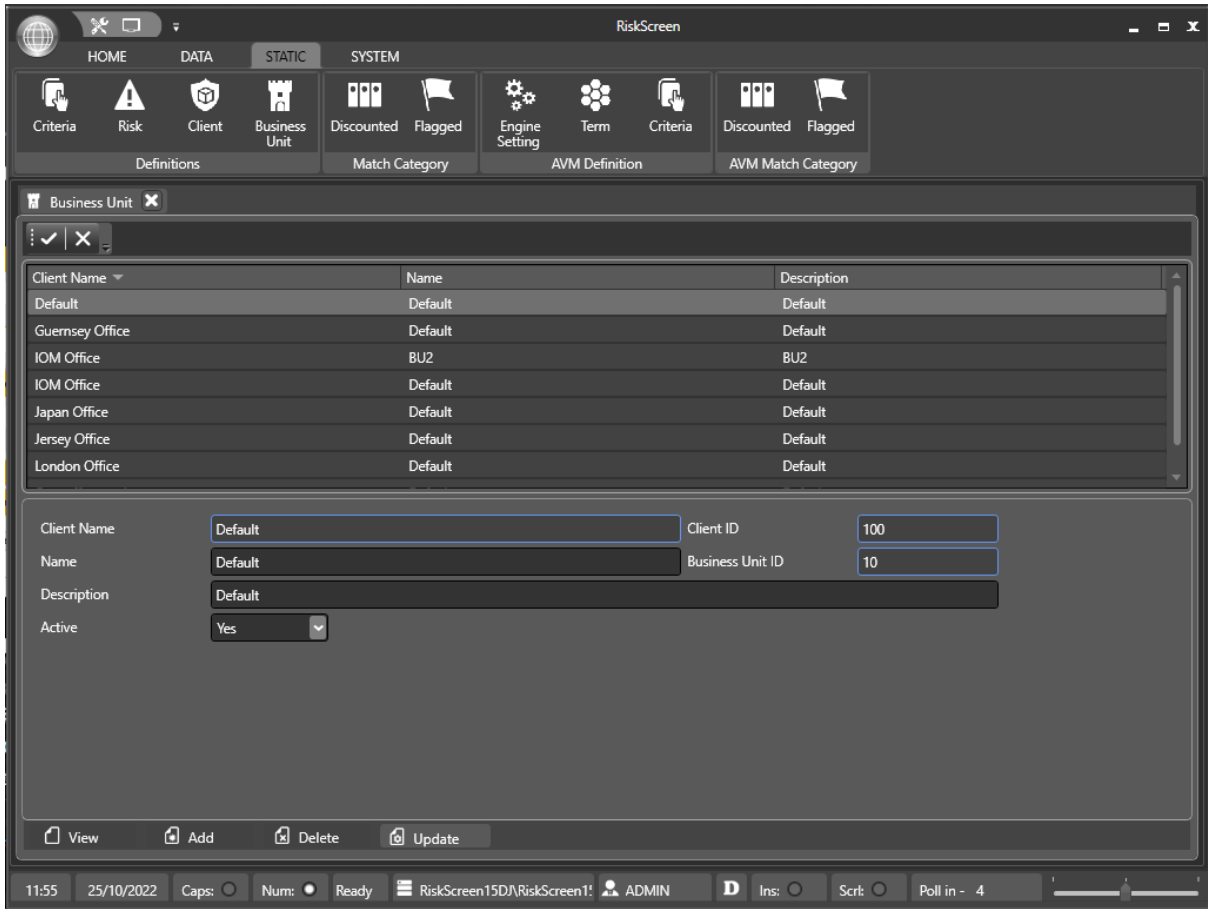 RiskScreen
HOME DATA STATIC SYSTEM
Criteria Risk Client Business Unit Discounted Flagged Engine Setting Term Criteria Discounted Flagged
Definitions Match Category AVM Definition AVM Match Category
Business Unit
Client Name Name Description
Default Default Default
Guernsey Office Default Default
IOM Office BU2 BU2
IOM Office Default Default
Japan Office Default Default
Jersey Office Default Default
London Office Default Default
Client Name Default Client ID 100
Name Default Business Unit ID 10
Description Default
Active Yes
View Add Delete Update
11:55 25/10/2022 Caps: Num: Ready RiskScreen15DJ\RiskScreen1 ADMIN D Ins: Scrl: Poll in - 4